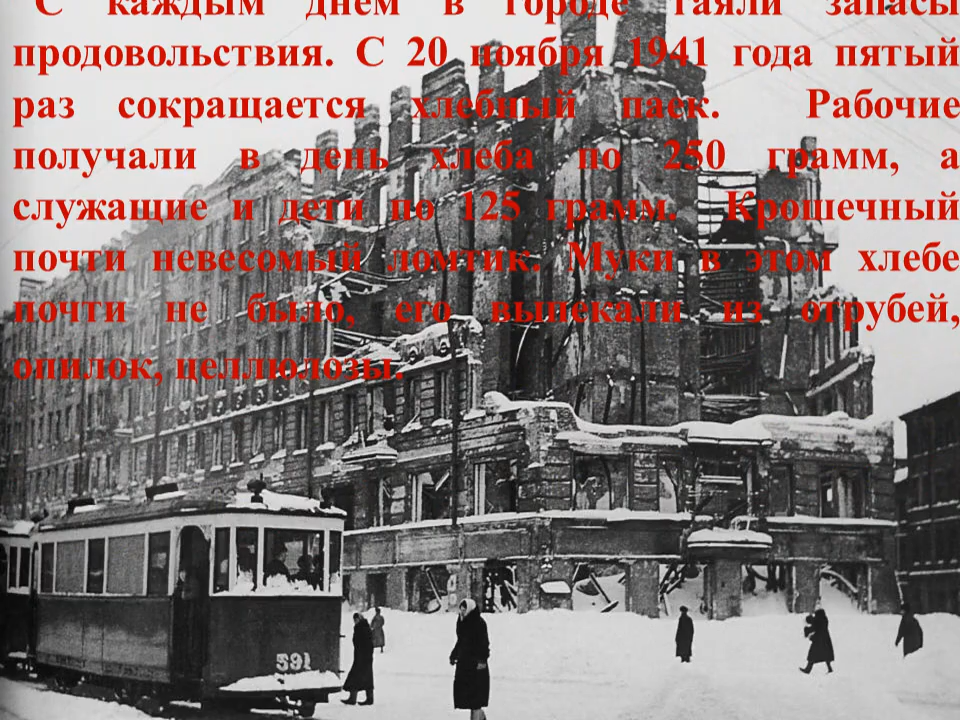 С каждым днём в городе таяли запасы
продовольствия. С 20 ноября 1941 года пятый
раз сокращается хлебный паек. Рабочие
получали в день хлеба по 250 грамм, а
служащие и дети по 125 грамм. Крошечный
почти невесомый ломтик. Муки в этом хлебе
почти не было, его выпекали из отрубей,
опилок, целлюлозы.
591